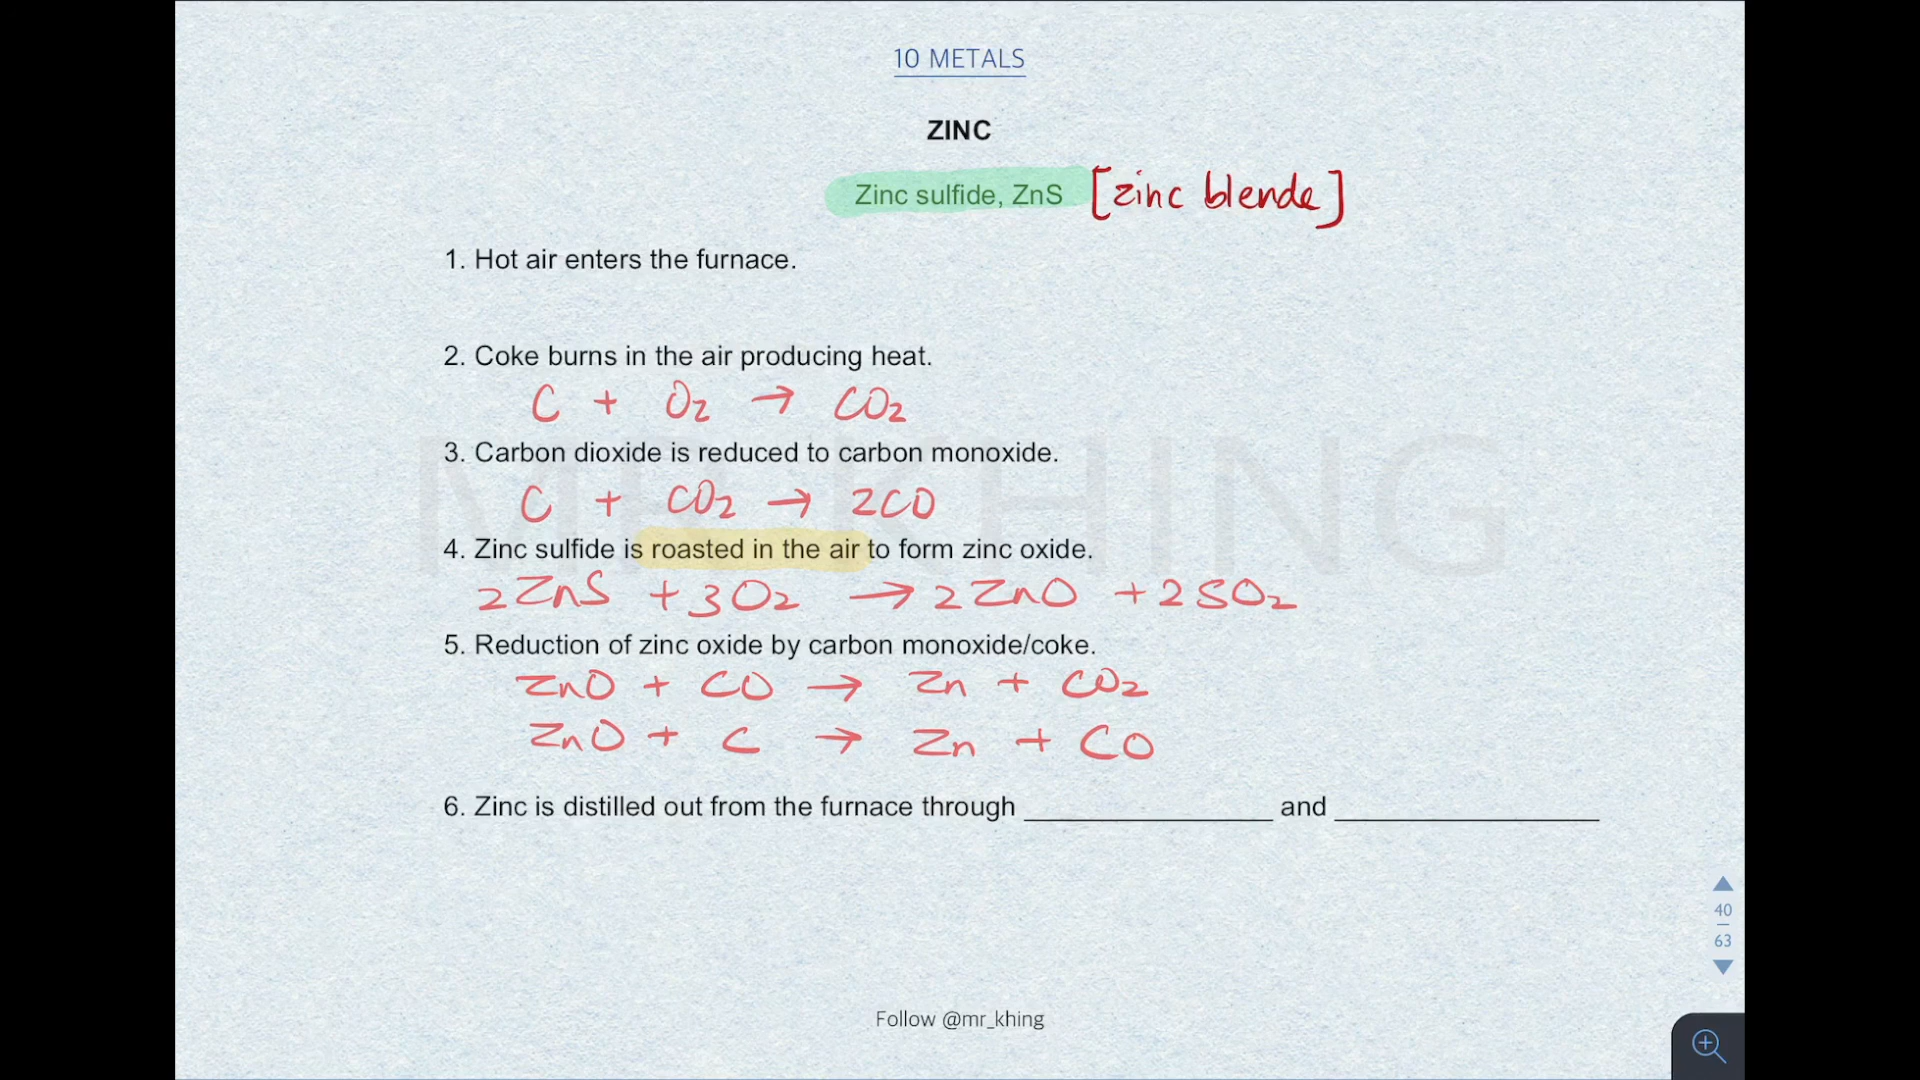 10 METALS
ZINC
Zinc sulfide, ZnS [zinc blende]
1. Hot air enters the furnace.
2. Coke burns in the air producing heat.
C + O₂ → CO₂
3. Carbon dioxide is reduced to carbon monoxide.
C + CO₂ → 2CO
4. Zinc sulfide is roasted in the air to form zinc oxide.
2ZnS + 3O₂ → 2ZnO + 2SO₂
5. Reduction of zinc oxide by carbon monoxide/coke.
ZnO + CO → Zn + CO₂
ZnO + C → Zn + CO
6. Zinc is distilled out from the furnace through ________________ and _________________
MR KHING
40
63
Follow @mr_khing